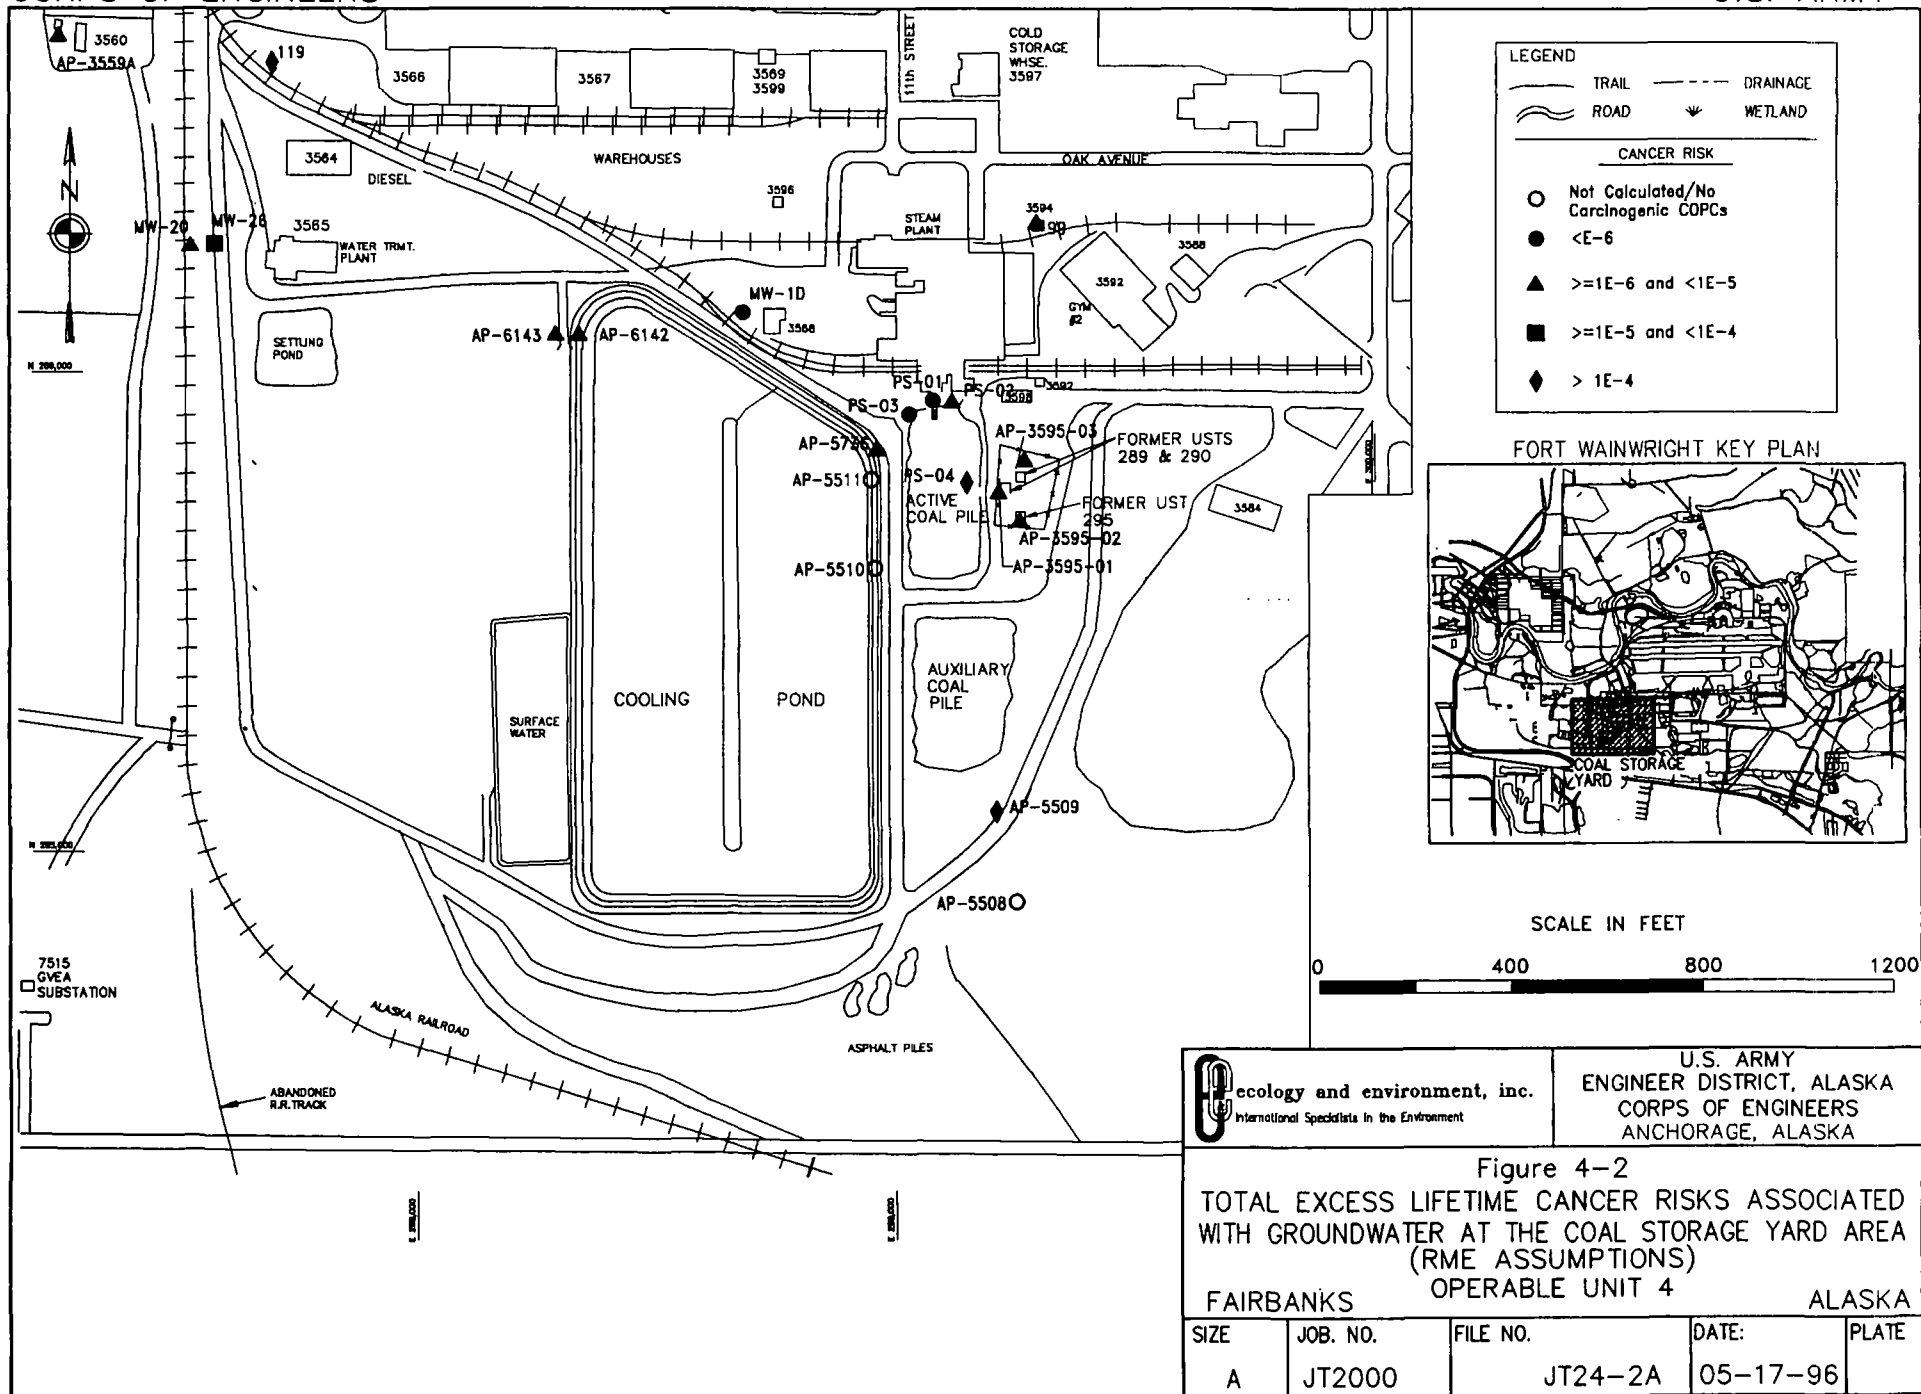 3560
AP-3559A
119
3566
3567
3569
3599
11th STREET
COLD
STORAGE
WHSE.
3597
3564
DIESEL
WAREHOUSES
OAK AVENUE
3596
N
MW-26
3565
WATER TRMT.
PLANT
STEAM
PLANT
3594
99
3588
3592
GYM
#2
MW-1D
3568
SETTLING
POND
AP-6143
AP-6142
PS-01
PS-02
PS-03
3598
3592
AP-3595-03
FORMER USTS
289 & 290
AP-5511
PS-04
ACTIVE
COAL PILE
FORMER UST
295
3584
AP-3595-02
AP-3595-01
AP-5510
AUXILIARY
COAL
PILE
COOLING
POND
SURFACE
WATER
AP-5509
AP-5508
7515
GVEA
SUBSTATION
ALASKA RAILROAD
ASPHALT PILES
ABANDONED
R.R.TRACK
LEGEND
TRAIL
DRAINAGE
ROAD
WETLAND
CANCER RISK
Not Calculated/No
Carcinogenic COPCs
<E-6
>=1E-6 and <1E-5
>=1E-5 and <1E-4
> 1E-4
FORT WAINWRIGHT KEY PLAN
COAL STORAGE
YARD
SCALE IN FEET
0 400 800 1200
ecology and environment, inc.
International Specialists in the Environment
U.S. ARMY
ENGINEER DISTRICT, ALASKA
CORPS OF ENGINEERS
ANCHORAGE, ALASKA
Figure 4-2
TOTAL EXCESS LIFETIME CANCER RISKS ASSOCIATED
WITH GROUNDWATER AT THE COAL STORAGE YARD AREA
(RME ASSUMPTIONS)
OPERABLE UNIT 4
FAIRBANKS
ALASKA
SIZE
A
JOB. NO.
JT2000
FILE NO.
JT24-2A
DATE:
05-17-96
PLATE